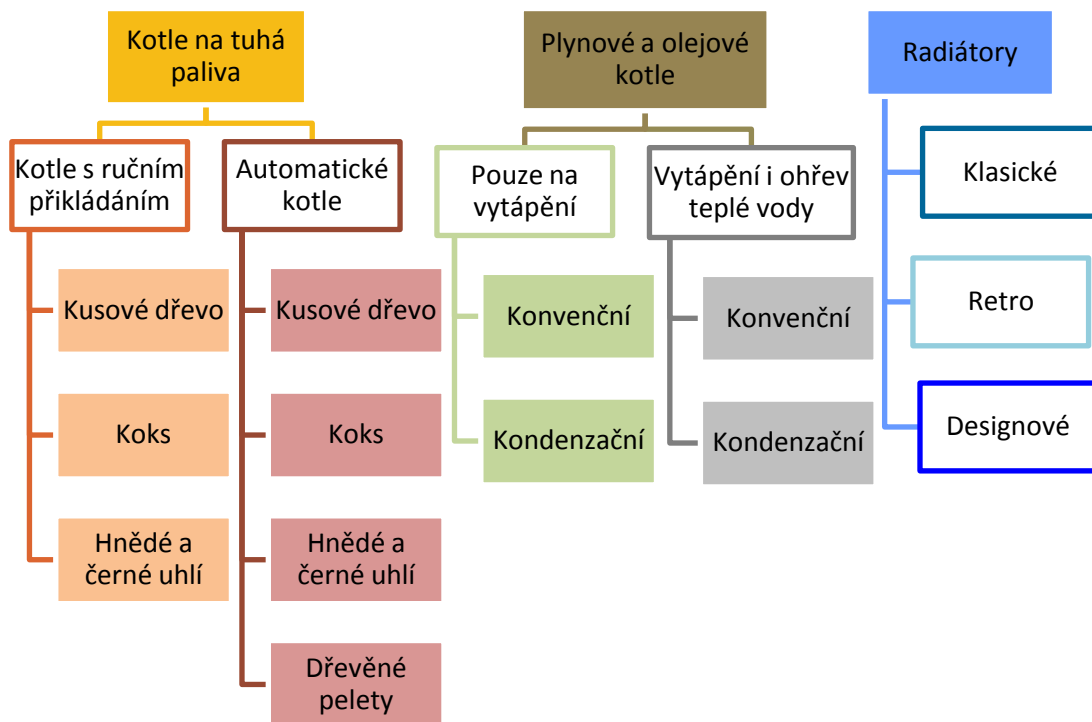 Kotle na tuhá
paliva
Kotle s ručním
přikládáním
Kusové dřevo
Koks
Hnědé a
černé uhlí
Automatické
kotle
Kusové dřevo
Koks
Hnědé a
černé uhlí
Dřevěné
pelety
Plynové a olejové
kotle
Pouze na
vytápění
Konvenční
Kondenzační
Vytápění i ohřev
teplé vody
Konvenční
Kondenzační
Radiátory
Klasické
Retro
Designové